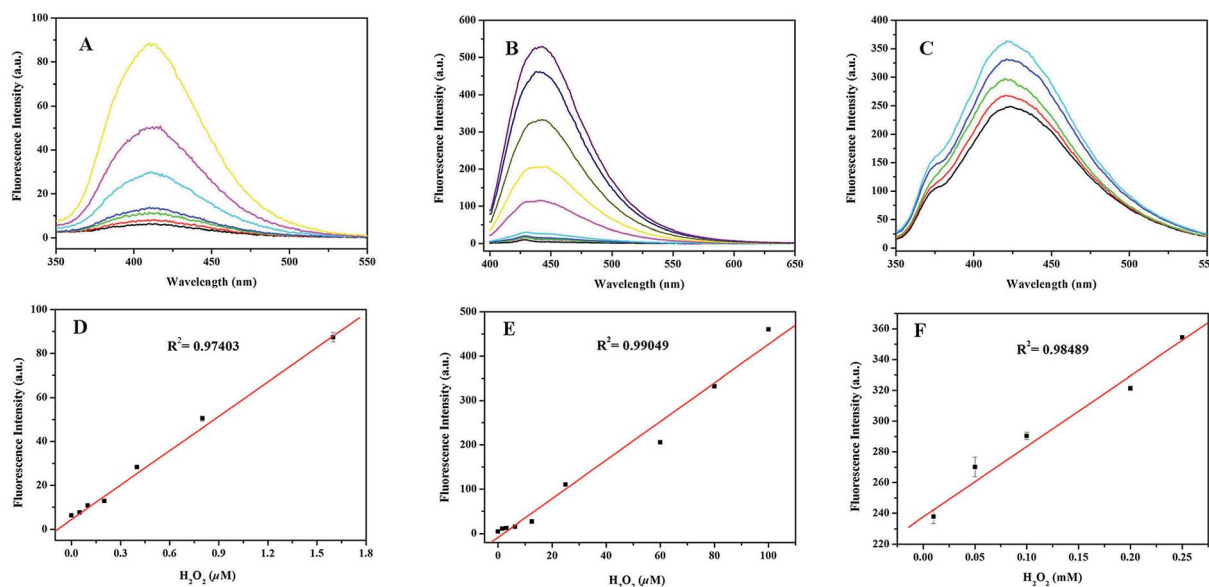 A
Fluorescence Intensity (a.u.)
100
80
60
40
20
0
350 400 450 500 550
Wavelength (nm)
B
Fluorescence Intensity (a.u.)
600
500
400
300
200
100
0
400 450 500 550 600 650
Wavelength (nm)
C
Fluorescence Intensity (a.u.)
400
350
300
250
200
150
100
50
0
350 400 450 500 550
Wavelength (nm)
D
R²= 0.97403
Fluorescence Intensity (a.u.)
100
80
60
40
20
0
0.0 0.3 0.6 0.9 1.2 1.5 1.8
H₂O₂ (µM)
E
R²= 0.99049
Fluorescence Intensity (a.u.)
500
400
300
200
100
0
0 20 40 60 80 100
H₂O₂ (µM)
F
R²= 0.98489
Fluorescence Intensity (a.u.)
360
340
320
300
280
260
240
220
0.00 0.05 0.10 0.15 0.20 0.25
H₂O₂ (mM)